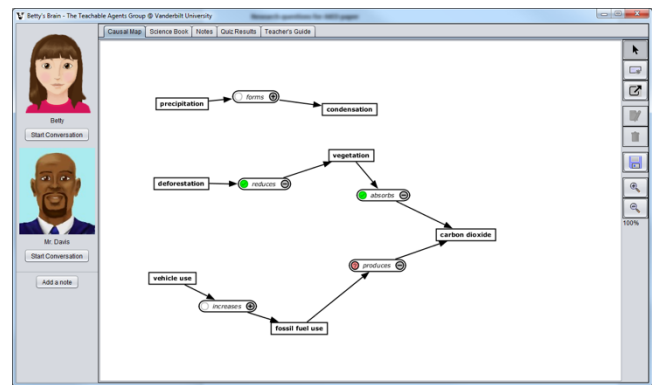 Betty's Brain - The Teachable Agents Group @ Vanderbilt University
Causal Map Science Book Notes Quiz Results Teacher's Guide
Betty
Start Conversation
Mr. Davis
Start Conversation
Add a note
precipitation
forms
condensation
vegetation
deforestation
reduces
absorbs
carbon dioxide
produces
vehicle use
increases
fossil fuel use
100%